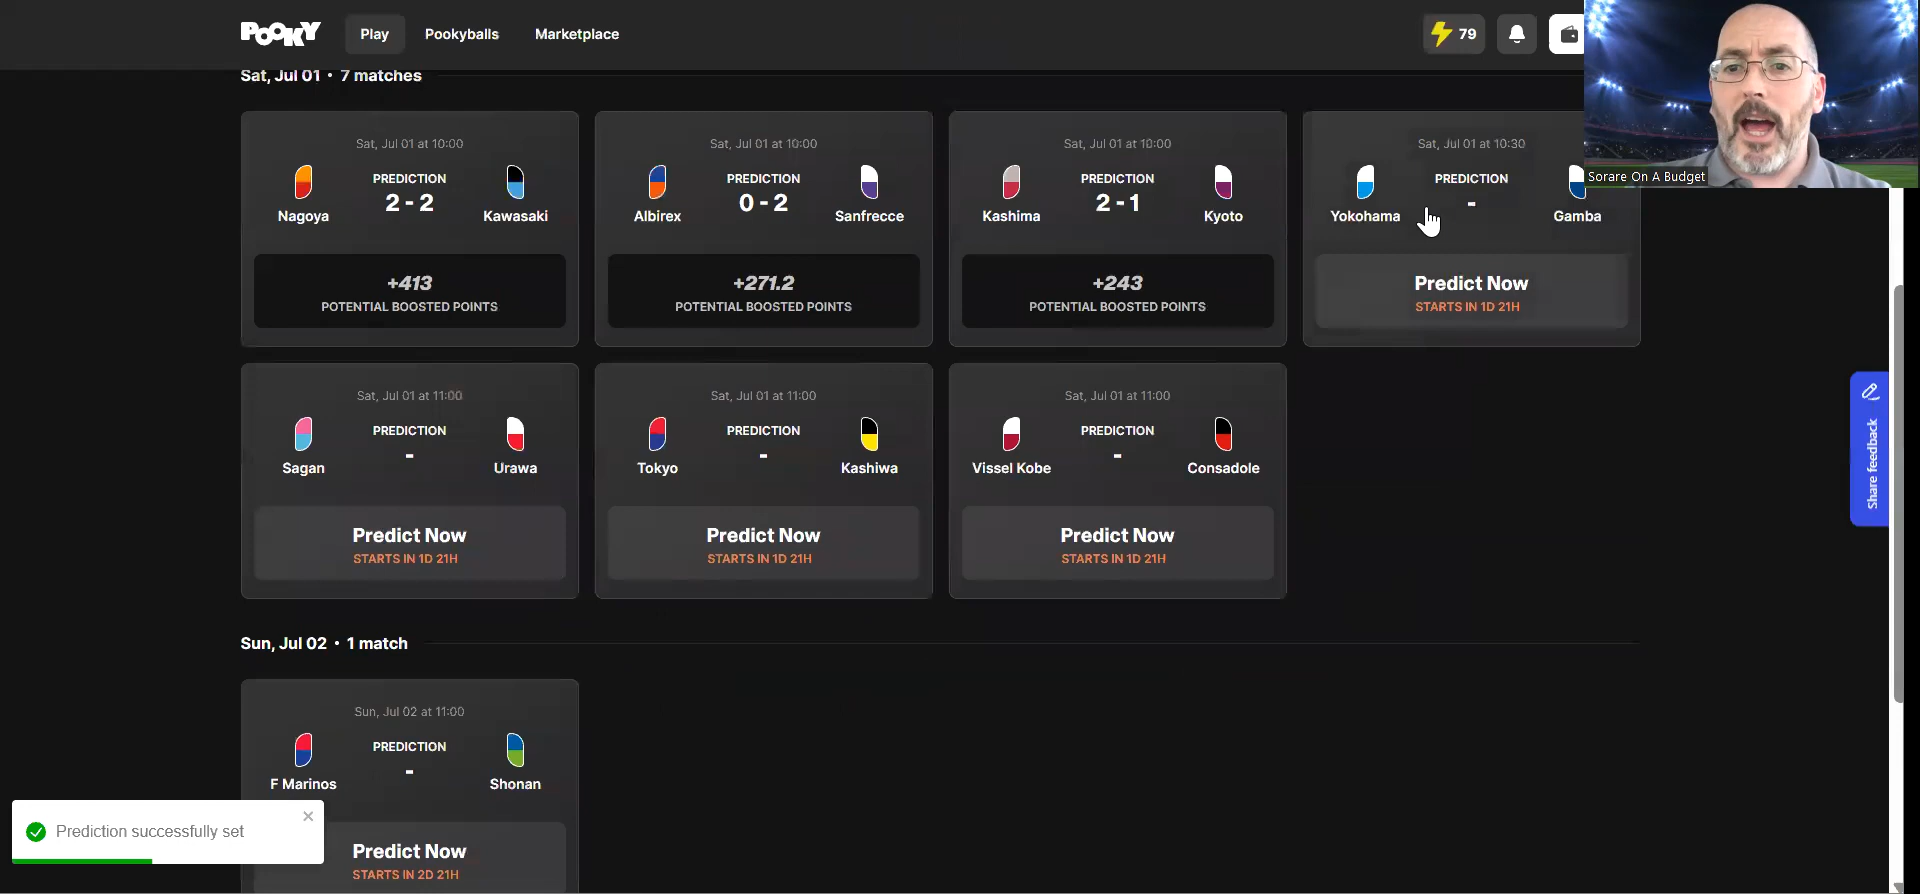 POOKY
Play
Pookyballs
Marketplace
79
Sat, Jul 01 • 7 matches
Sat, Jul 01 at 10:00
PREDICTION
2 - 2
Nagoya
Kawasaki
+413
POTENTIAL BOOSTED POINTS
Sat, Jul 01 at 10:00
PREDICTION
0 - 2
Albirex
Sanfrecce
+271.2
POTENTIAL BOOSTED POINTS
Sat, Jul 01 at 10:00
PREDICTION
2 - 1
Kashima
Kyoto
+243
POTENTIAL BOOSTED POINTS
Sat, Jul 01 at 10:30
PREDICTION
-
Yokohama
Gamba
Predict Now
STARTS IN 1D 21H
Sorare On A Budget
Sat, Jul 01 at 11:00
PREDICTION
-
Sagan
Urawa
Predict Now
STARTS IN 1D 21H
Sat, Jul 01 at 11:00
PREDICTION
-
Tokyo
Kashiwa
Predict Now
STARTS IN 1D 21H
Sat, Jul 01 at 11:00
PREDICTION
-
Vissel Kobe
Consadole
Predict Now
STARTS IN 1D 21H
Share feedback
Sun, Jul 02 • 1 match
Sun, Jul 02 at 11:00
PREDICTION
-
F Marinos
Shonan
Predict Now
STARTS IN 2D 21H
Prediction successfully set